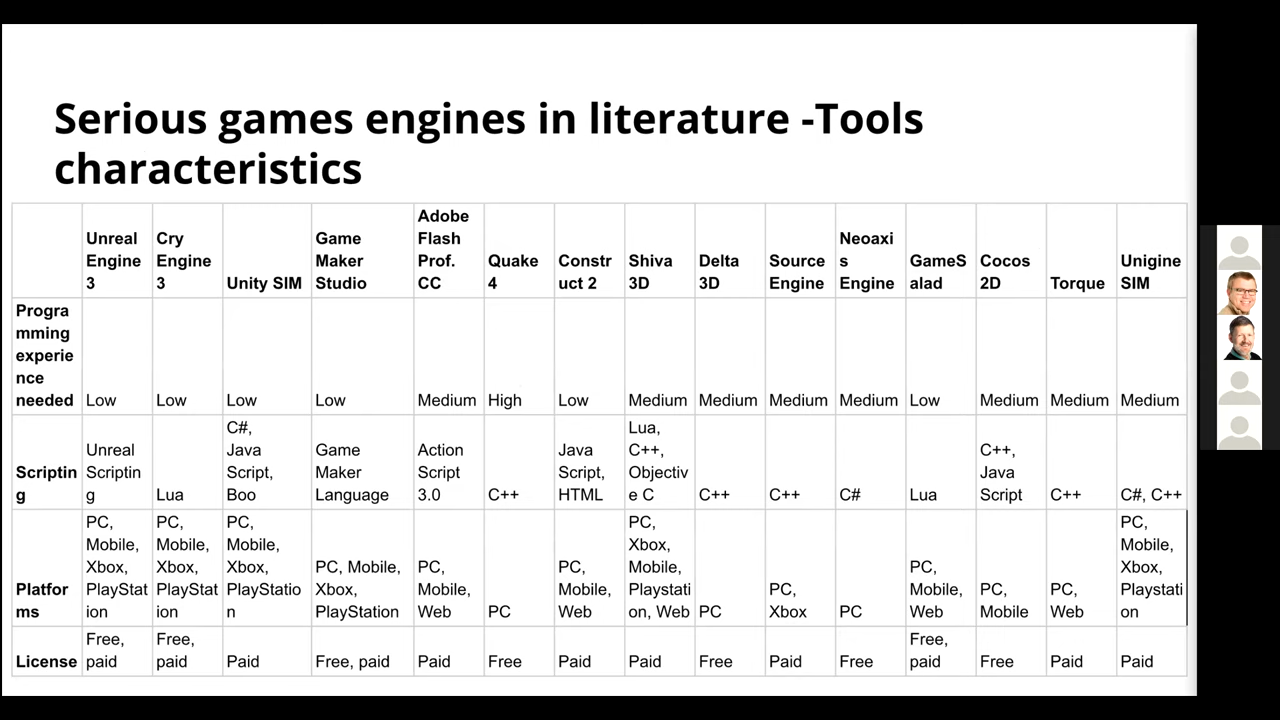 Serious games engines in literature -Tools
characteristics
Unreal
Engine
3
Cry
Engine
3
Unity SIM
Game
Maker
Studio
Adobe
Flash
Prof.
CC
Quake
4
Constr
uct 2
Shiva
3D
Delta
3D
Source
Engine
Neoaxi
s
Engine
GameS
alad
Cocos
2D
Torque
Unigine
SIM
Progra
mming
experie
nce
needed
Low
Low
Low
Low
Medium
High
Low
Medium
Medium
Medium
Medium
Low
Medium
Medium
Medium
Scriptin
g
Unreal
Scriptin
g
Lua
C#,
Java
Script,
Boo
Game
Maker
Language
Action
Script
3.0
C++
Java
Script,
HTML
Lua,
C++,
Objectiv
e C
C++
C++
C#
Lua
C++,
Java
Script
C++
C#, C++
Platfor
ms
PC,
Mobile,
Xbox,
PlayStat
ion
PC,
Mobile,
Xbox,
PlayStat
ion
PC,
Mobile,
Xbox,
PlayStatio
n
PC, Mobile,
Xbox,
PlayStation
PC,
Mobile,
Web
PC
PC,
Mobile,
Web
PC,
Xbox,
Mobile,
Playstati
on, Web
PC
PC,
Xbox
PC
PC,
Mobile,
Web
PC,
Mobile
PC,
Web
PC,
Mobile,
Xbox,
Playstati
on
License
Free,
paid
Free,
paid
Paid
Free, paid
Paid
Free
Paid
Paid
Free
Paid
Free
Free,
paid
Free
Paid
Paid